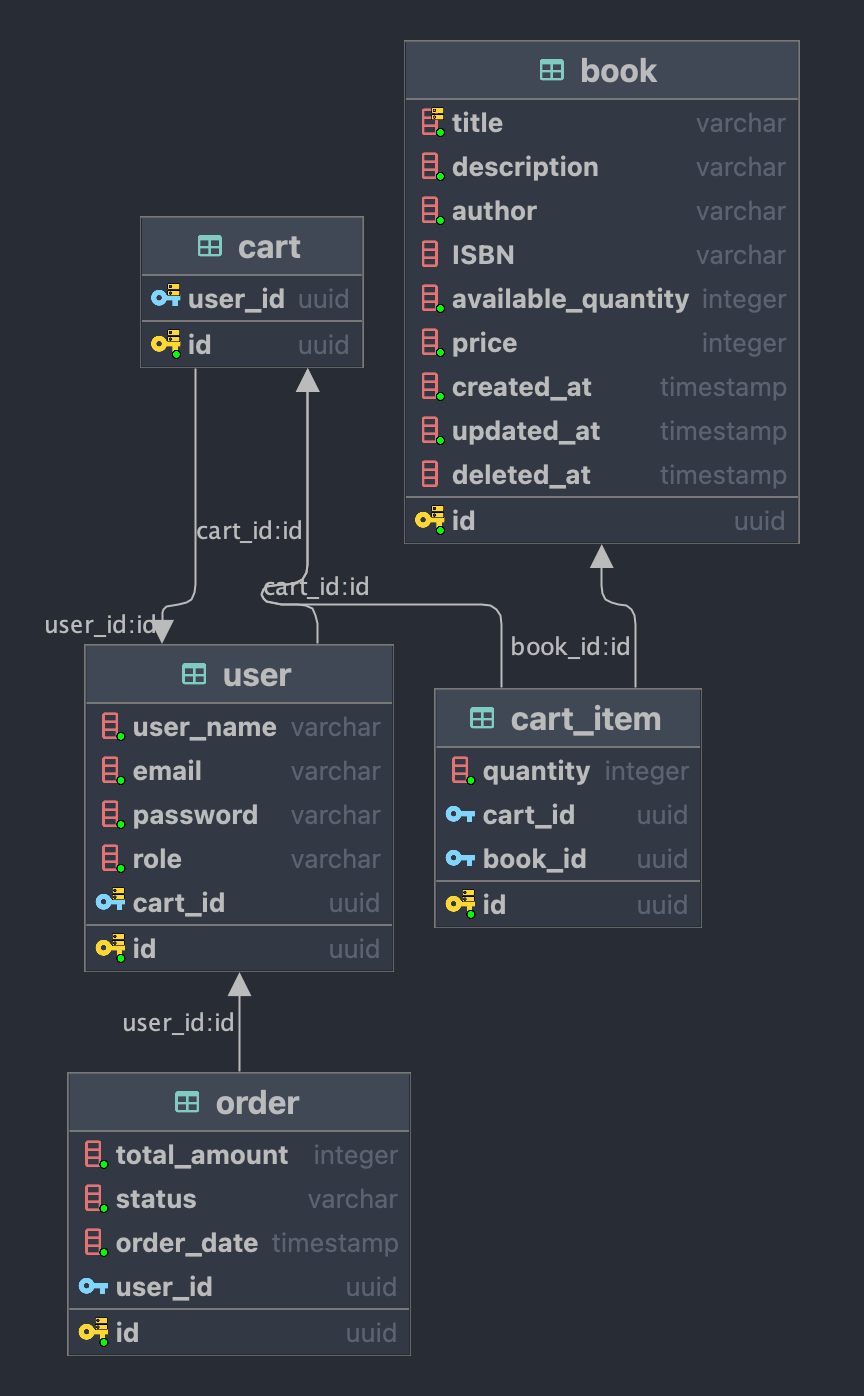 book
title varchar
description varchar
author varchar
ISBN varchar
available_quantity integer
price integer
created_at timestamp
updated_at timestamp
deleted_at timestamp
id uuid
cart
user_id uuid
id uuid
cart_id:id
cart_id:id
user_id:id
book_id:id
user
user_name varchar
email varchar
password varchar
role varchar
cart_id uuid
id uuid
cart_item
quantity integer
cart_id uuid
book_id uuid
id uuid
user_id:id
order
total_amount integer
status varchar
order_date timestamp
user_id uuid
id uuid